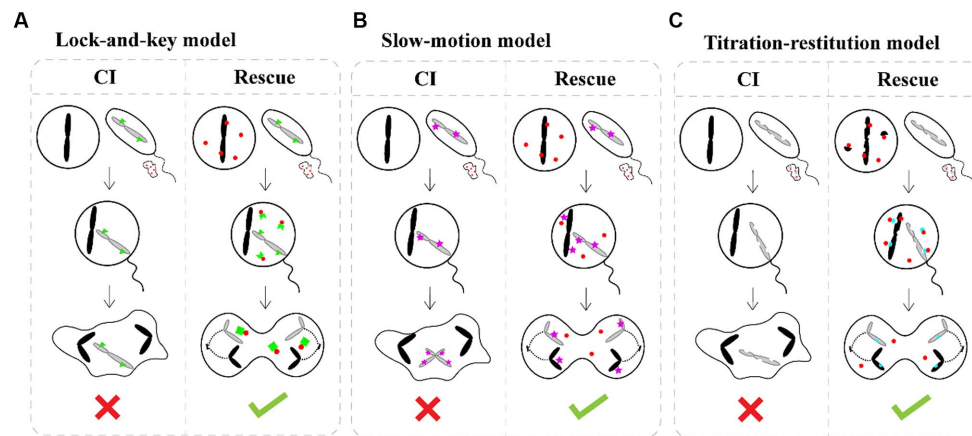 A
Lock-and-key model
CI Rescue
B
Slow-motion model
CI Rescue
C
Titration-restitution model
CI Rescue